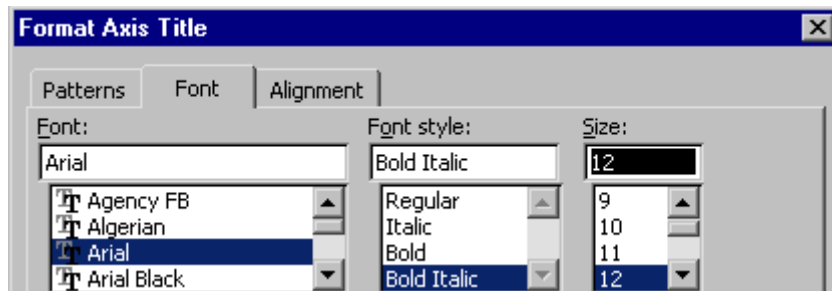 Format Axis Title
Patterns Font Alignment
Font: Font style: Size:
Arial Bold Italic 12
Agency FB Regular 9
Algerian Italic 10
Arial Bold 11
Arial Black Bold Italic 12